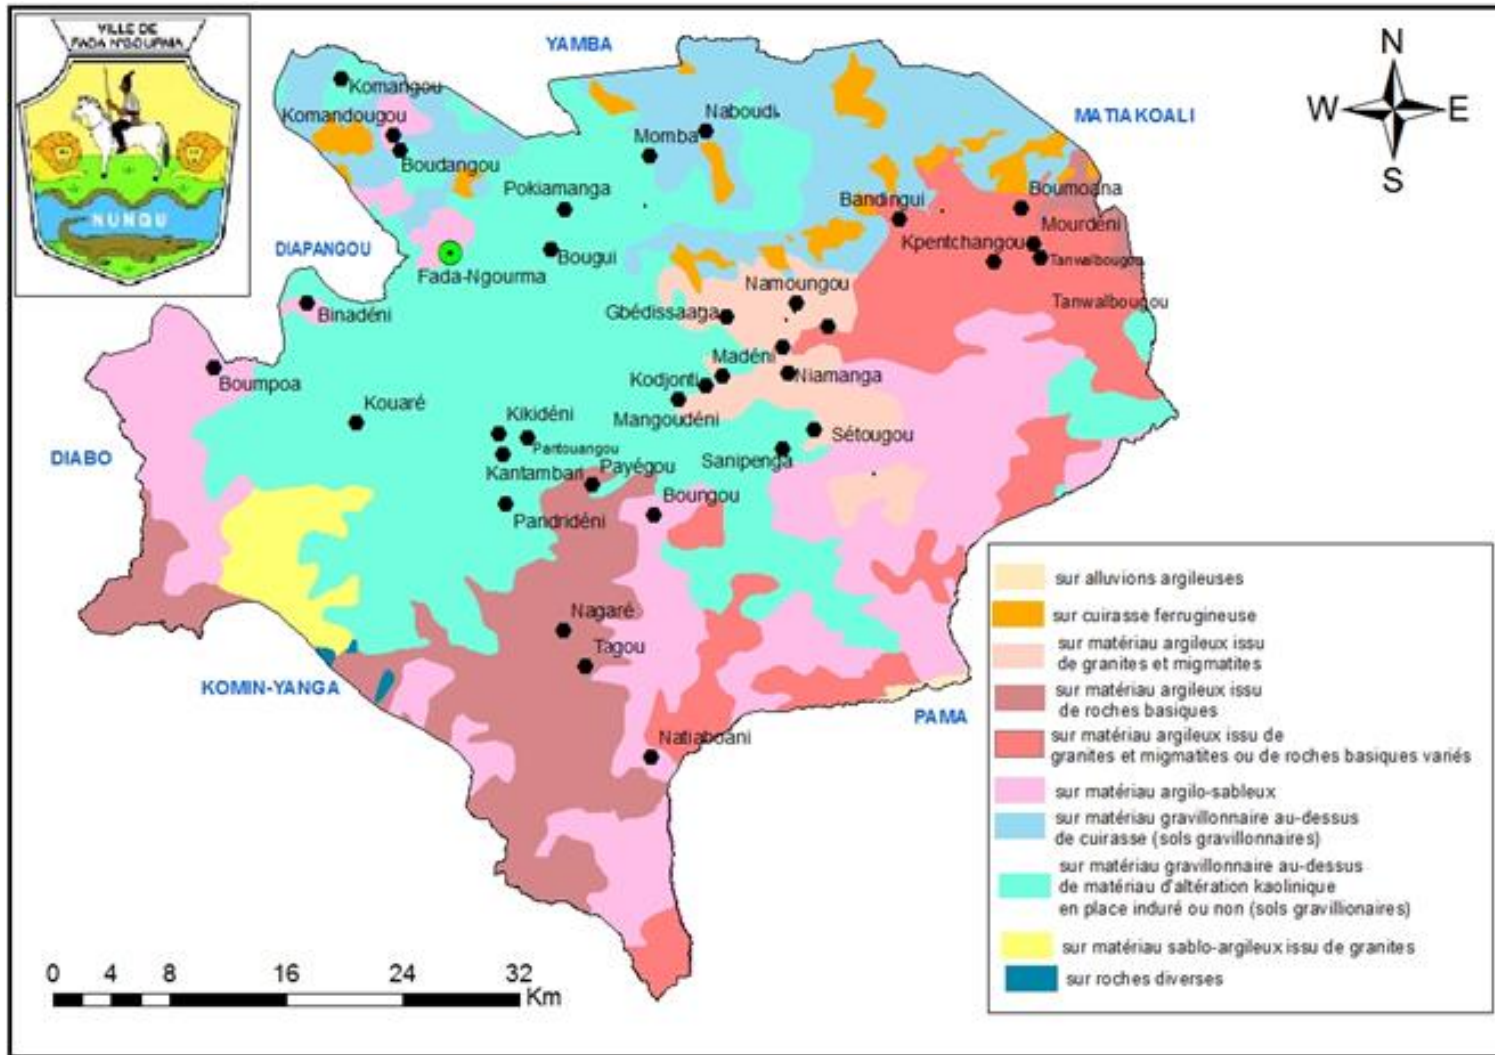 VILLE DE
FADA N'GOURMA
NUNGU
YAMBA
MATIAKOALI
DIAPANGOU
DIABO
KOMIN-YANGA
PAMA
N
W
E
S
Komangou
Komandougou
Boudangou
Naboudi
Momba
Pokiamanga
Bougui
Fada-Ngourma
Bandingui
Boumoana
Mourdéni
Kpentchangou
Tanwalbougou
Tanwalbougou
Namoungou
Gbédissaaga
Binadéni
Boumpoa
Madéni
Kodjonti
Niamanga
Mangoudéni
Kouaré
Kikidéni
Pantouangou
Sétougou
Sanipenga
Kantambari
Payégou
Boungou
Pandridéni
Nagaré
Tagou
Natiaboani
sur alluvions argileuses
sur cuirasse ferrugineuse
sur matériau argileux issu
de granites et migmatites
sur matériau argileux issu
de roches basiques
sur matériau argileux issu de
granites et migmatites ou de roches basiques variés
sur matériau argilo-sableux
sur matériau gravillonnaire au-dessus
de cuirasse (sols gravillonnaires)
sur matériau gravillonnaire au-dessus
de matériau d'altération kaolinique
en place induré ou non (sols gravillionaires)
sur matériau sablo-argileux issu de granites
sur roches diverses
0 4 8 16 24 32
Km